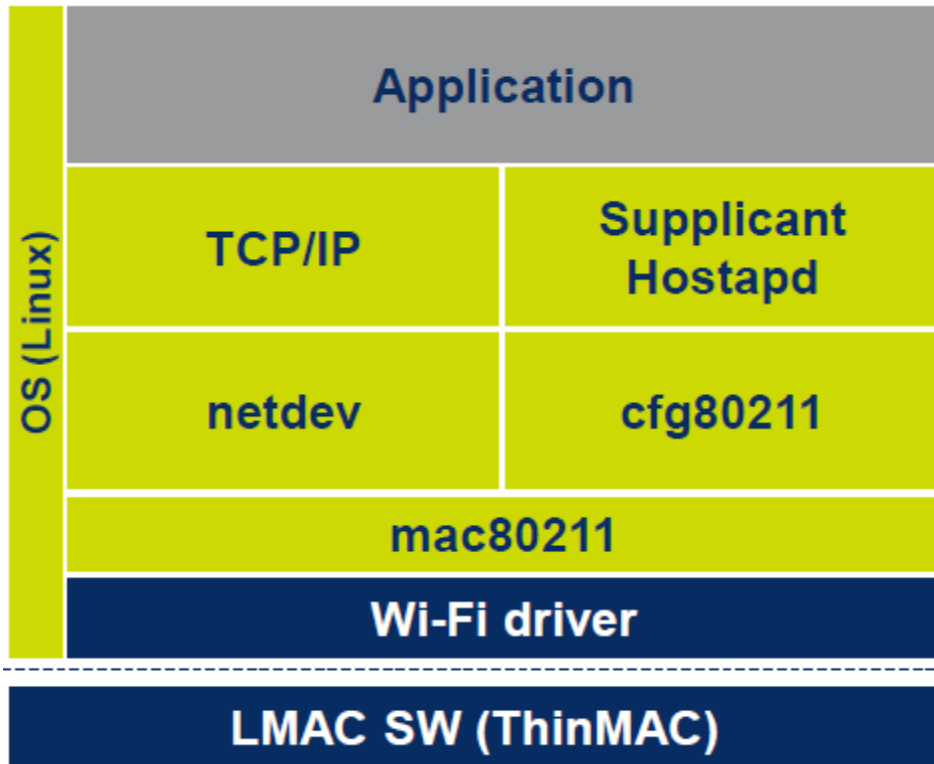 Application
OS (Linux)
TCP/IP
Supplicant
Hostapd
netdev
cfg80211
mac80211
Wi-Fi driver
LMAC SW (ThinMAC)